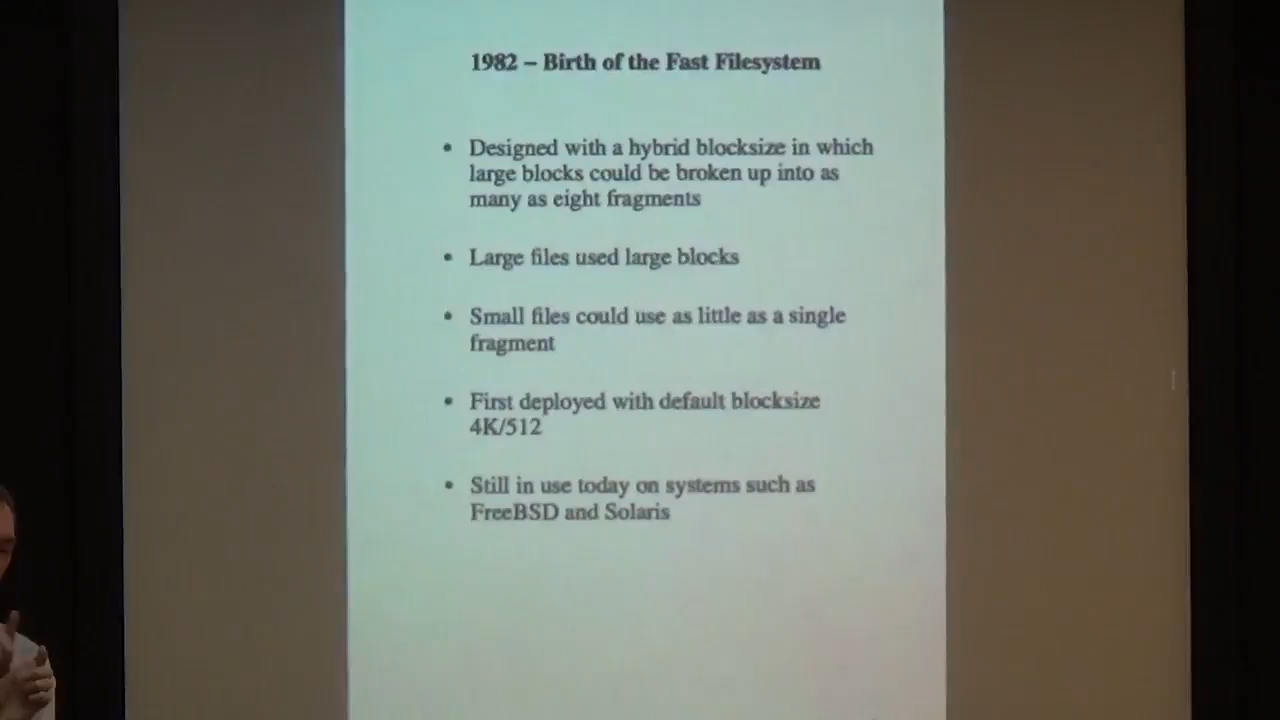 1982 – Birth of the Fast Filesystem
• Designed with a hybrid blocksize in which
large blocks could be broken up into as
many as eight fragments
• Large files used large blocks
• Small files could use as little as a single
fragment
• First deployed with default blocksize
4K/512
• Still in use today on systems such as
FreeBSD and Solaris